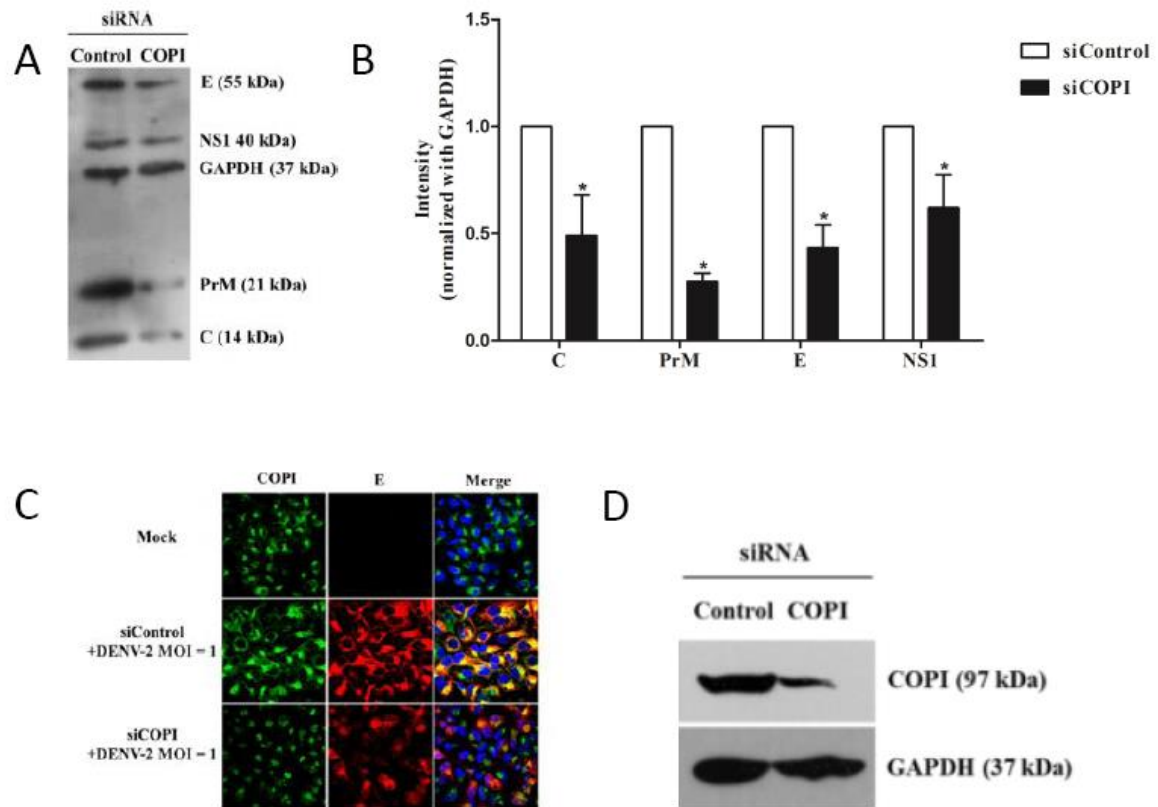 A
siRNA
Control COPI
E (55 kDa)
NS1 40 kDa)
GAPDH (37 kDa)
PrM (21 kDa)
C (14 kDa)
B
Intensity
(normalized with GAPDH)
1.5
1.0
0.5
0.0
*
*
*
*
C PrM E NS1
siControl
siCOPI
C
COPI E Merge
Mock
siControl
+DENV-2 MOI = 1
siCOPI
+DENV-2 MOI = 1
D
siRNA
Control COPI
COPI (97 kDa)
GAPDH (37 kDa)